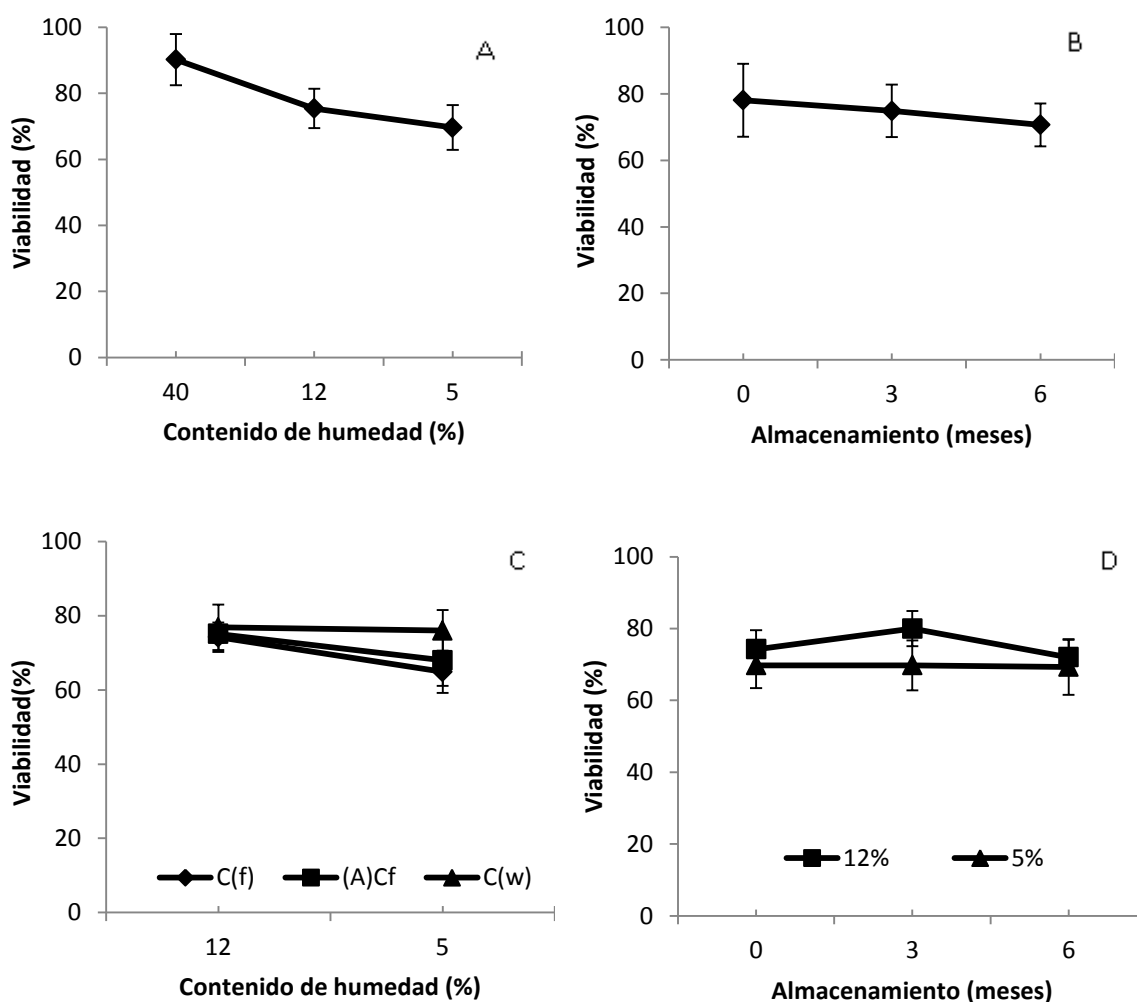 A
Viabilidad (%)
100
80
60
40
20
0
40 12 5
Contenido de humedad (%)
B
Viabilidad (%)
100
80
60
40
20
0
0 3 6
Almacenamiento (meses)
C
Viabilidad(%)
100
80
60
40
20
0
C(f) (A)Cf C(w)
12 5
Contenido de humedad (%)
D
Viabilidad (%)
100
80
60
40
20
0
12% 5%
0 3 6
Almacenamiento (meses)